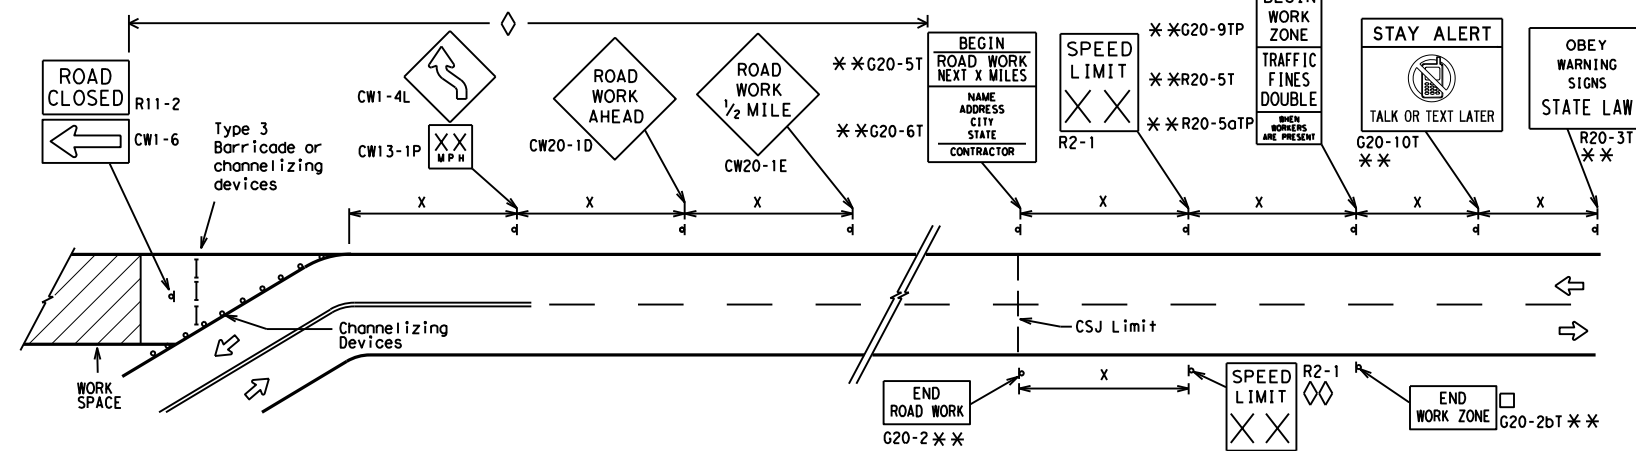 ROAD
CLOSED
R11-2
CW1-6
Type 3
Barricade or
channelizing
devices
CW1-4L
CW13-1P
XX
MPH
ROAD
WORK
AHEAD
CW20-1D
ROAD
WORK
1/2 MILE
CW20-1E
**G20-5T
BEGIN
ROAD WORK
NEXT X MILES
**G20-6T
NAME
ADDRESS
CITY
STATE
CONTRACTOR
SPEED
LIMIT
XX
R2-1
**G20-9TP
BEGIN
WORK
ZONE
**R20-5T
TRAFFIC
FINES
DOUBLE
**R20-5aTP
WHEN
WORKERS
ARE PRESENT
STAY ALERT
TALK OR TEXT LATER
G20-10T
**
OBEY
WARNING
SIGNS
STATE LAW
R20-3T
**
X
X
X
X
X
X
X
Channelizing
Devices
WORK
SPACE
CSJ Limit
END
ROAD WORK
G20-2**
X
SPEED
LIMIT
XX
R2-1
END
WORK ZONE
G20-2bT**